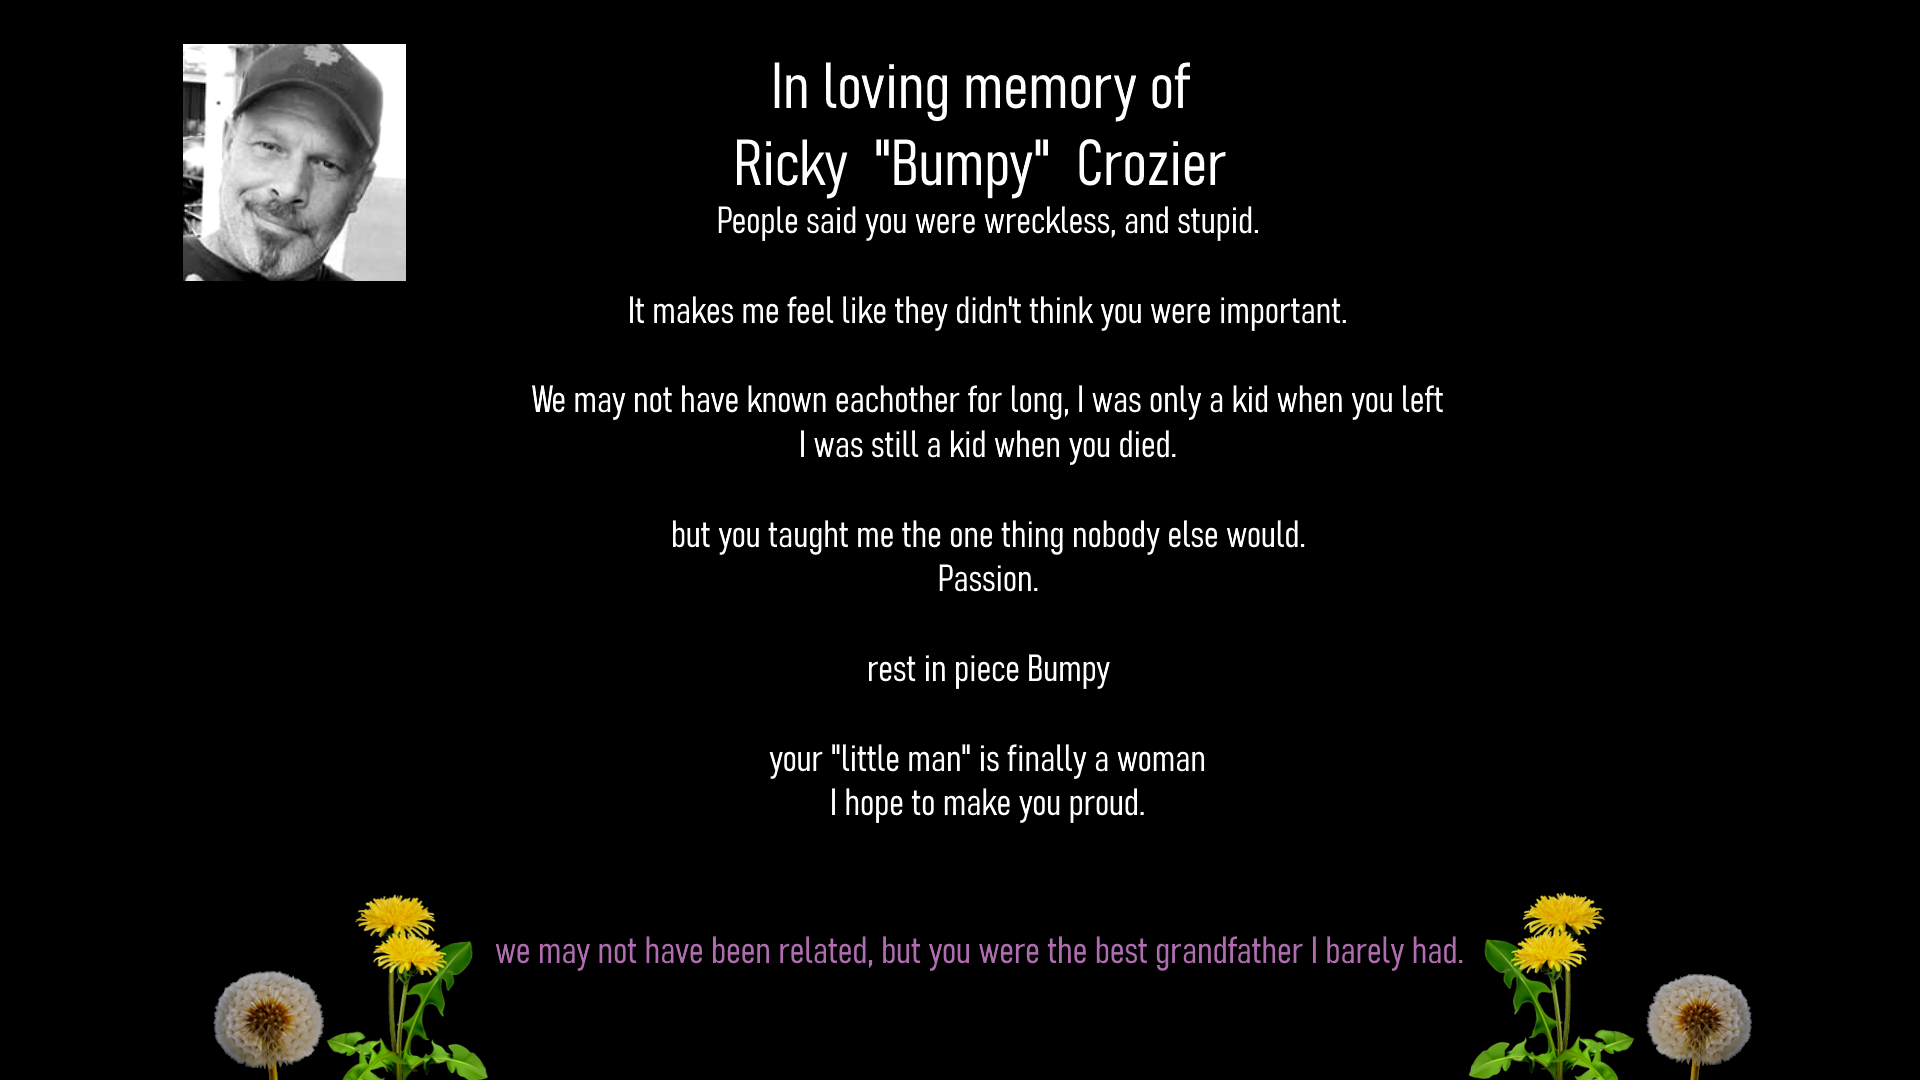 In loving memory of
Ricky "Bumpy" Crozier
People said you were wreckless, and stupid.
It makes me feel like they didn't think you were important.
We may not have known eachother for long, I was only a kid when you left
I was still a kid when you died.
but you taught me the one thing nobody else would.
Passion.
rest in piece Bumpy
your "little man" is finally a woman
I hope to make you proud.
we may not have been related, but you were the best grandfather I barely had.